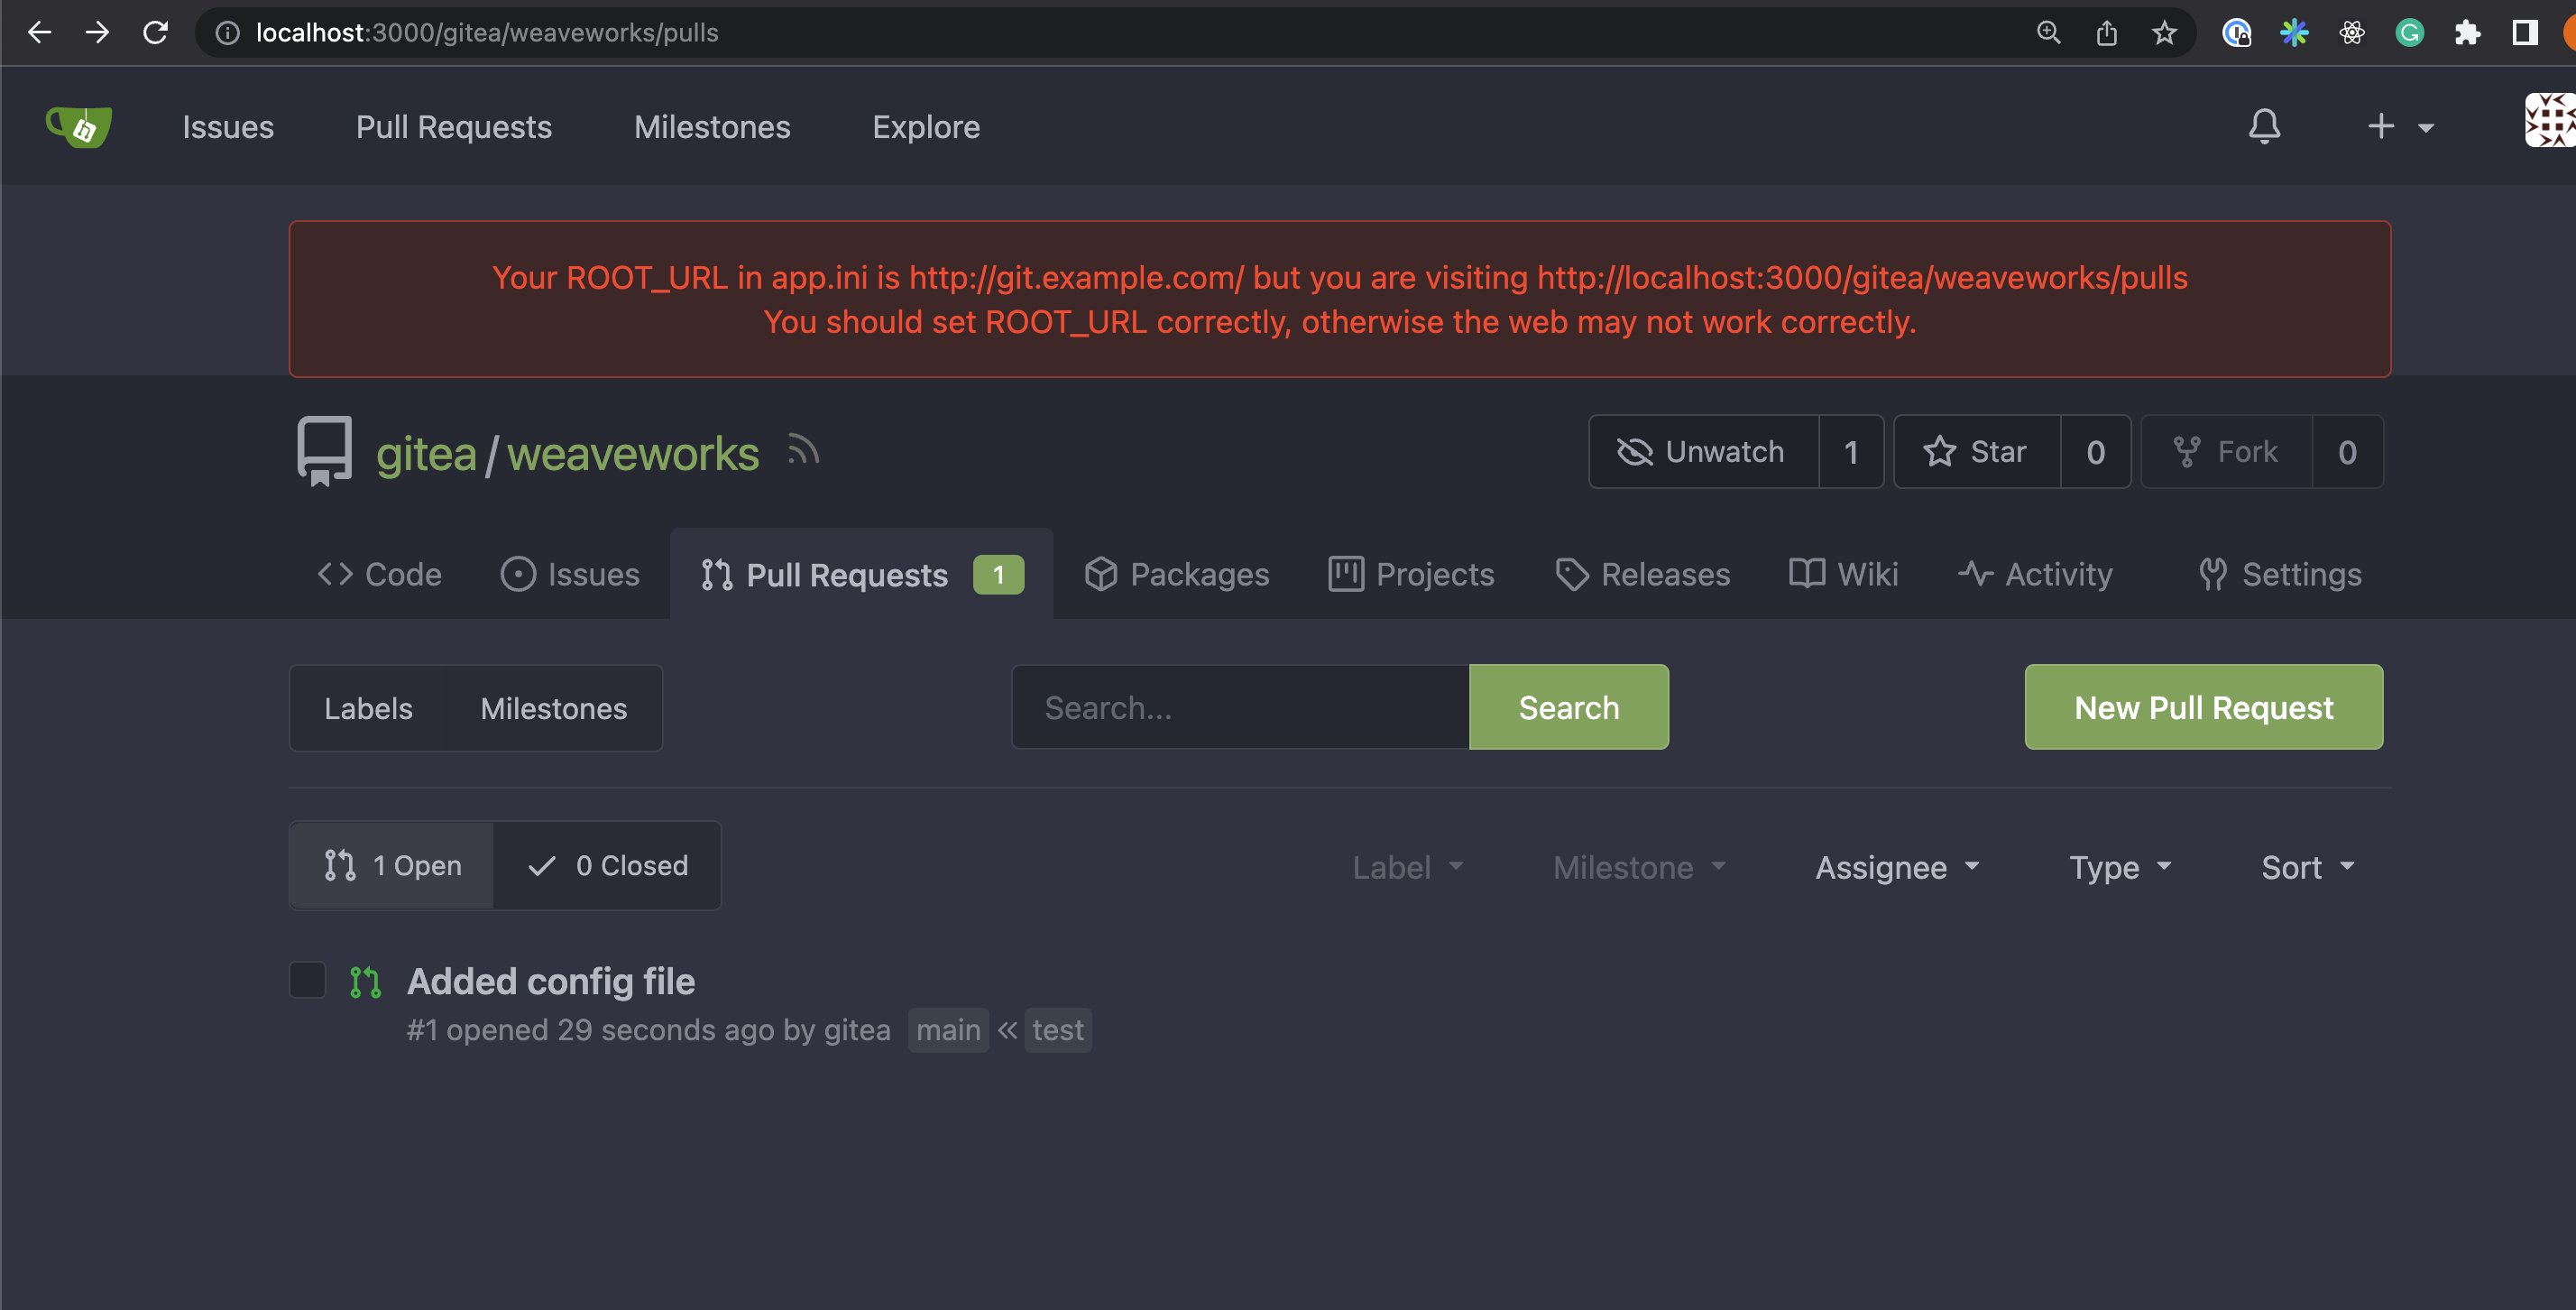 localhost:3000/gitea/weaveworks/pulls
Issues Pull Requests Milestones Explore
Your ROOT_URL in app.ini is http://git.example.com/ but you are visiting http://localhost:3000/gitea/weaveworks/pulls
You should set ROOT_URL correctly, otherwise the web may not work correctly.
gitea/weaveworks Unwatch 1 Star 0 Fork 0
Code Issues Pull Requests 1 Packages Projects Releases Wiki Activity Settings
Labels Milestones Search... Search New Pull Request
1 Open 0 Closed Label Milestone Assignee Type Sort
Added config file
#1 opened 29 seconds ago by gitea main « test